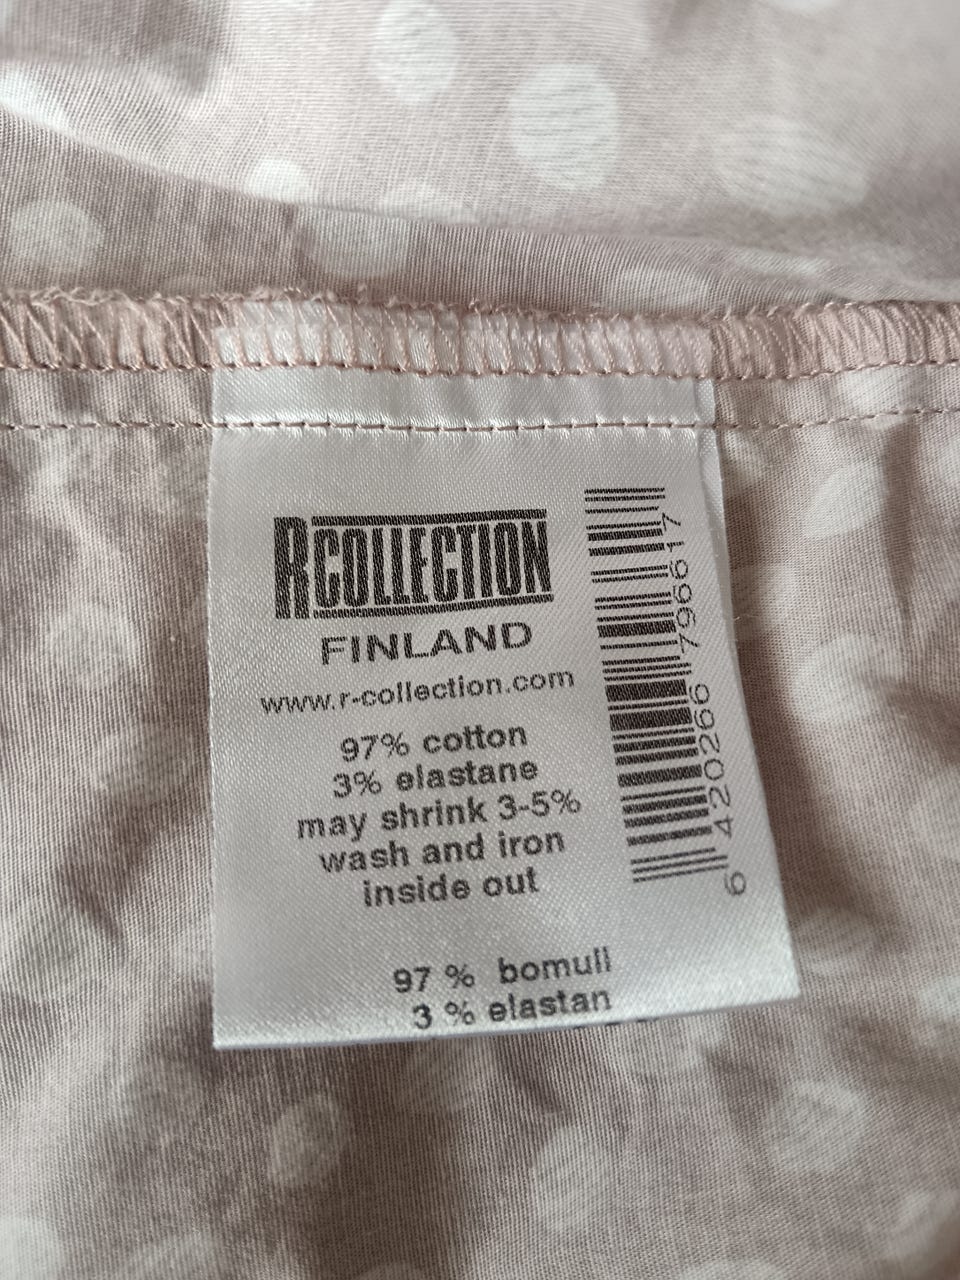 RCOLLECTION
FINLAND
www.r-collection.com
97% cotton
3% elastane
may shrink 3-5%
wash and iron
inside out
97 % bomull
3 % elastan
6 420266 796617